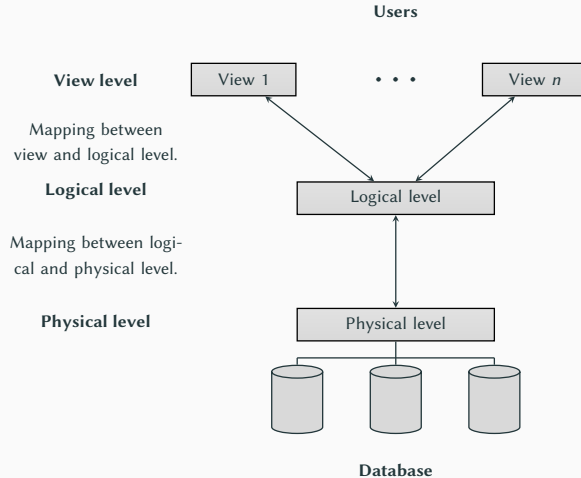 Users
View level
View 1
• • •
View n
Mapping between
view and logical level.
Logical level
Logical level
Mapping between logi-
cal and physical level.
Physical level
Physical level
Database